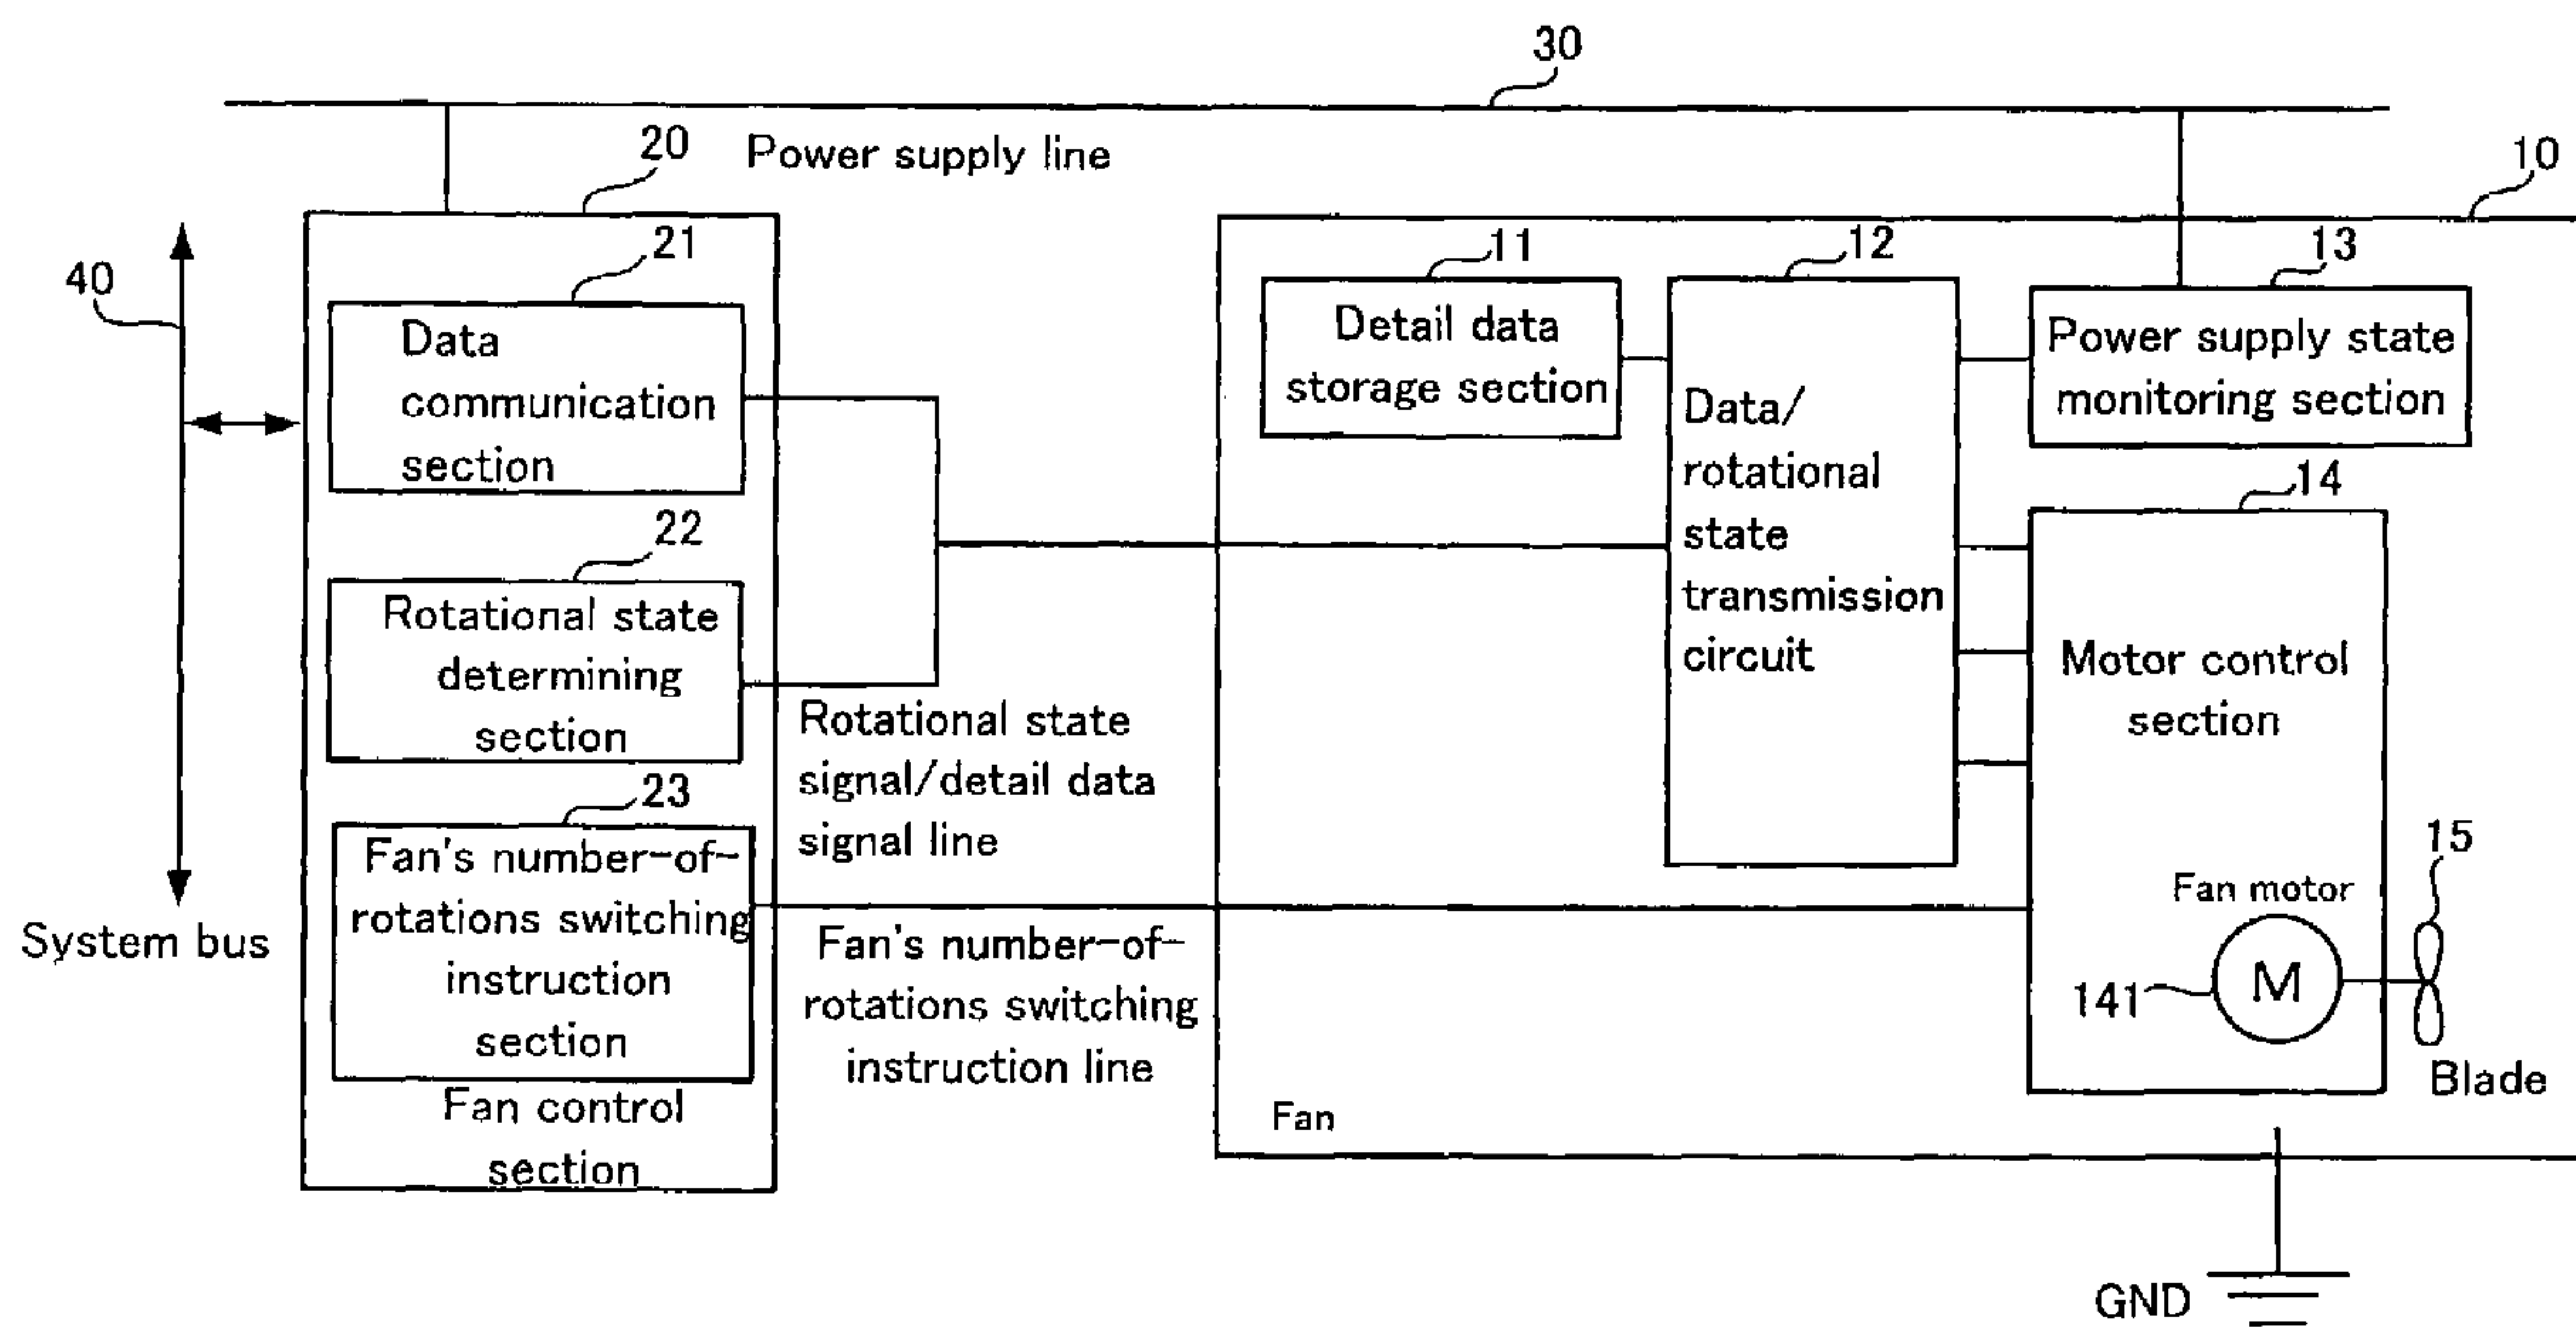 30
Power supply line
20
10
40
21
Data
communication
section
22
Rotational state
determining
section
23
Fan's number-of-
rotations switching
instruction
section
Fan control
section
System bus
Rotational state
signal/detail data
signal line
Fan's number-of-
rotations switching
instruction line
11
Detail data
storage section
12
Data/
rotational
state
transmission
circuit
13
Power supply state
monitoring section
14
Motor control
section
Fan motor
141
M
15
Blade
Fan
GND